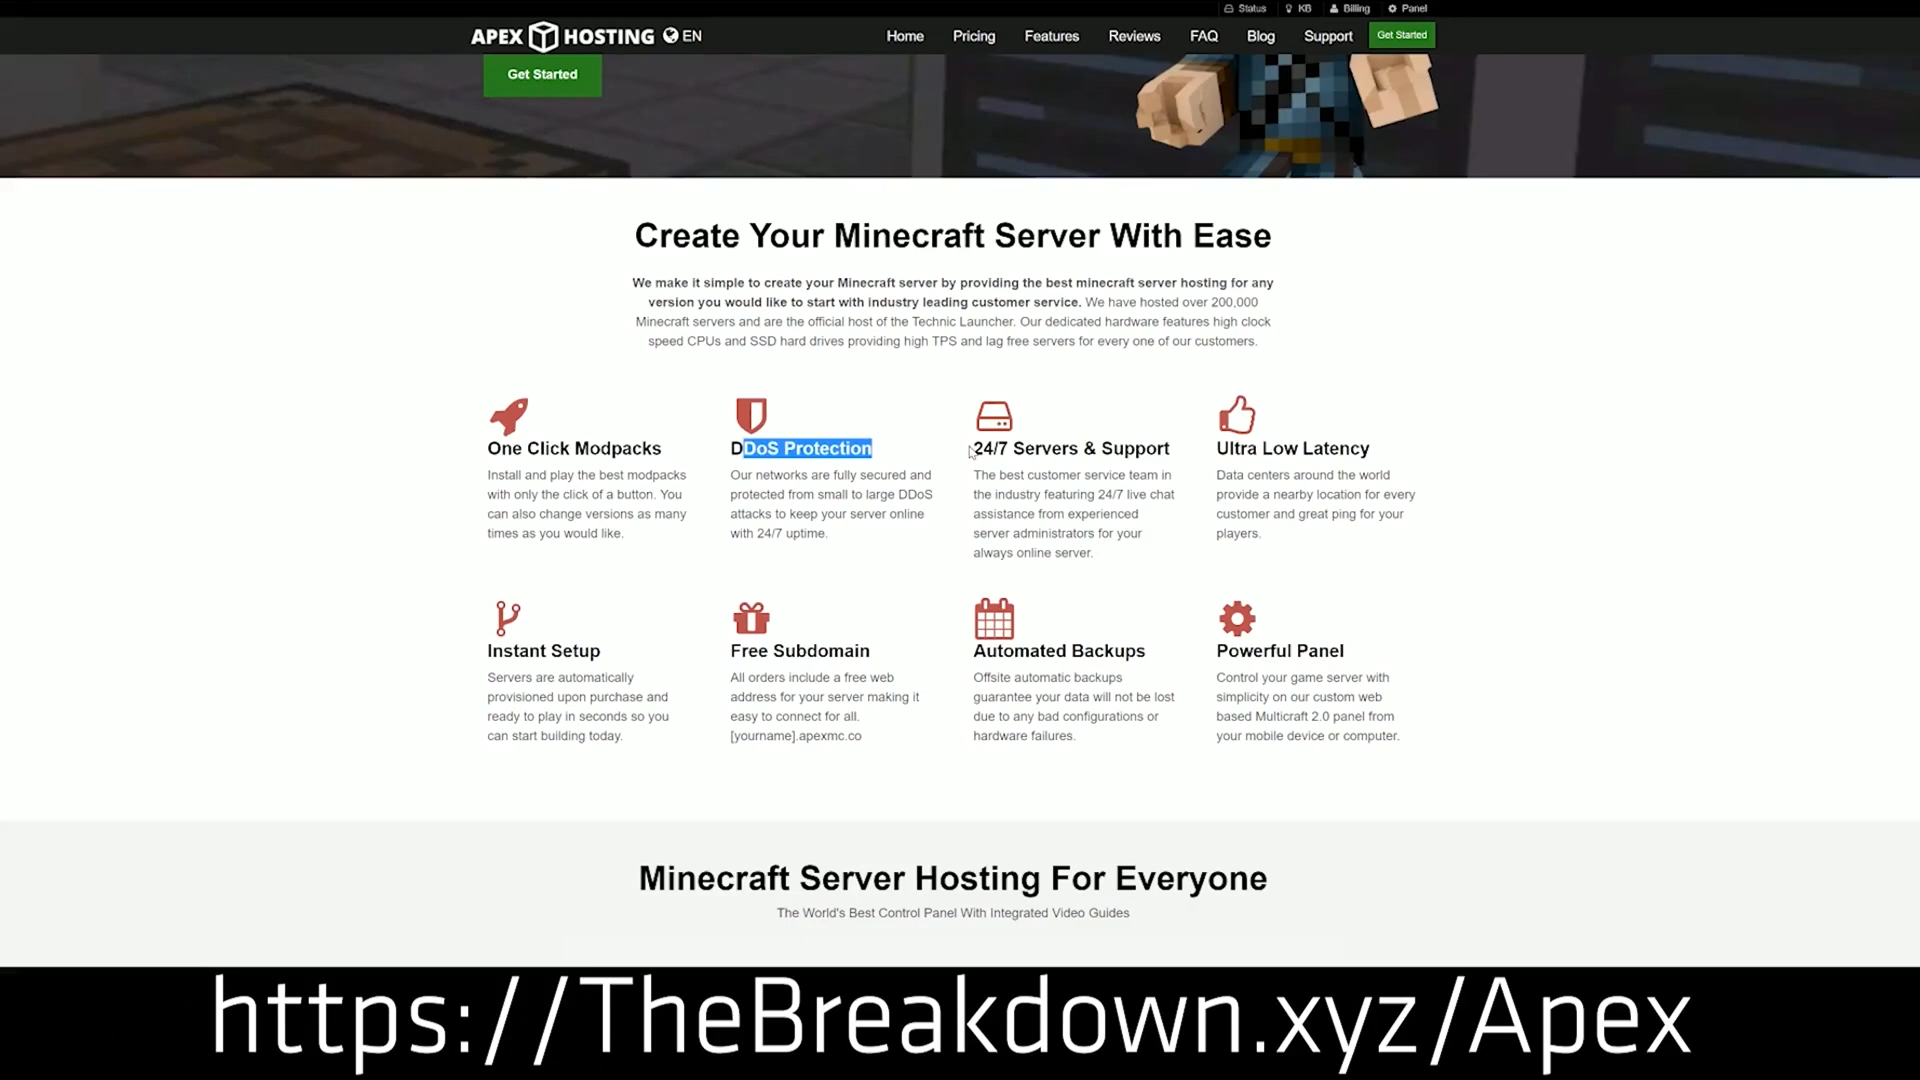 Status KB Billing Panel
APEX HOSTING EN Home Pricing Features Reviews FAQ Blog Support Get Started
Get Started
Create Your Minecraft Server With Ease
We make it simple to create your Minecraft server by providing the best minecraft server hosting for any
version you would like to start with industry leading customer service. We have hosted over 200,000
Minecraft servers and are the official host of the Technic Launcher. Our dedicated hardware features high clock
speed CPUs and SSD hard drives providing high TPS and lag free servers for every one of our customers.
One Click Modpacks
Install and play the best modpacks
with only the click of a button. You
can also change versions as many
times as you would like.
DDoS Protection
Our networks are fully secured and
protected from small to large DDoS
attacks to keep your server online
with 24/7 uptime.
24/7 Servers & Support
The best customer service team in
the industry featuring 24/7 live chat
assistance from experienced
server administrators for your
always online server.
Ultra Low Latency
Data centers around the world
provide a nearby location for every
customer and great ping for your
players.
Instant Setup
Servers are automatically
provisioned upon purchase and
ready to play in seconds so you
can start building today.
Free Subdomain
All orders include a free web
address for your server making it
easy to connect for all.
[yourname].apexmc.co
Automated Backups
Offsite automatic backups
guarantee your data will not be lost
due to any bad configurations or
hardware failures.
Powerful Panel
Control your game server with
simplicity on our custom web
based Multicraft 2.0 panel from
your mobile device or computer.
Minecraft Server Hosting For Everyone
The World's Best Control Panel With Integrated Video Guides
https://TheBreakdown.xyz/Apex